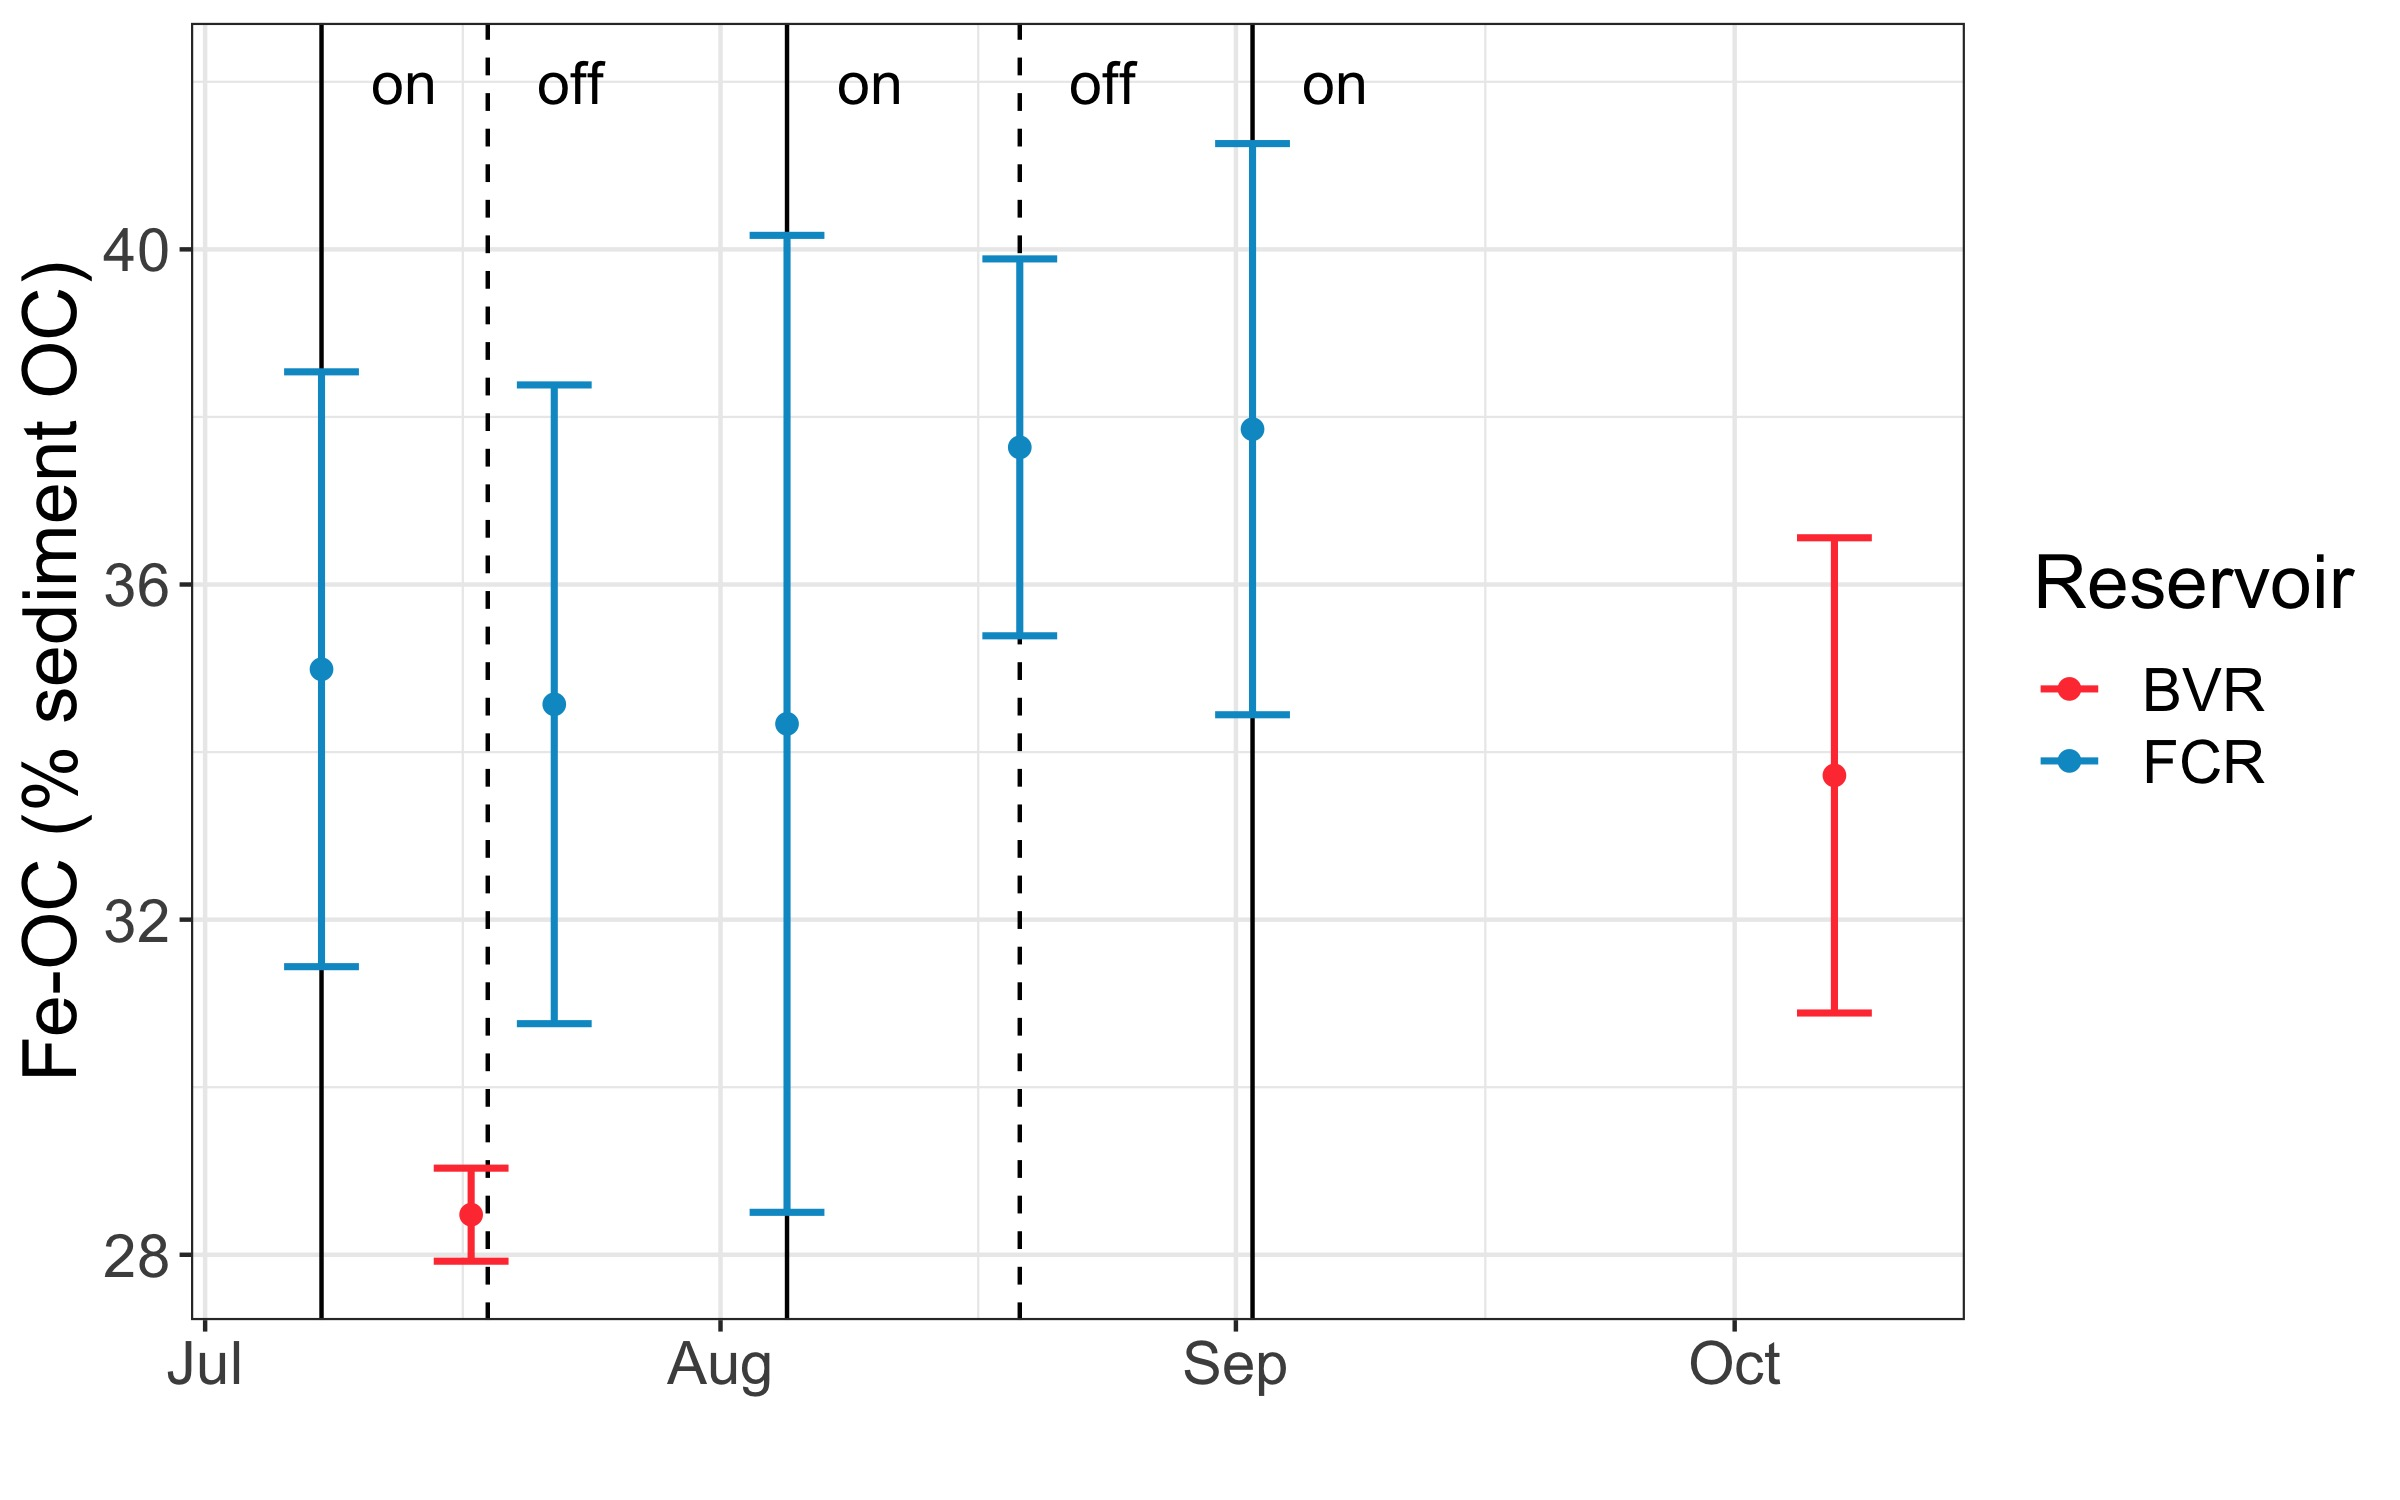 on off on off on
Fe-OC (% sediment OC)
40
36
32
28
Jul Aug Sep Oct
Reservoir
BVR
FCR